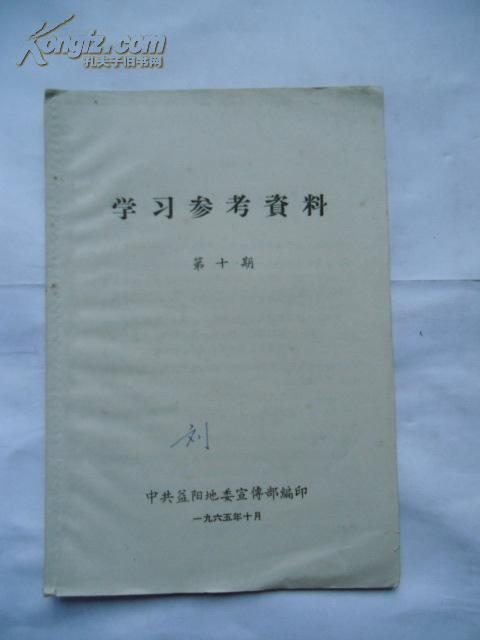 Kongfz.com
孔夫子旧书网
学习参考資料
第十期
刘
中共益阳地委宣傳部編印
一九六五年十月